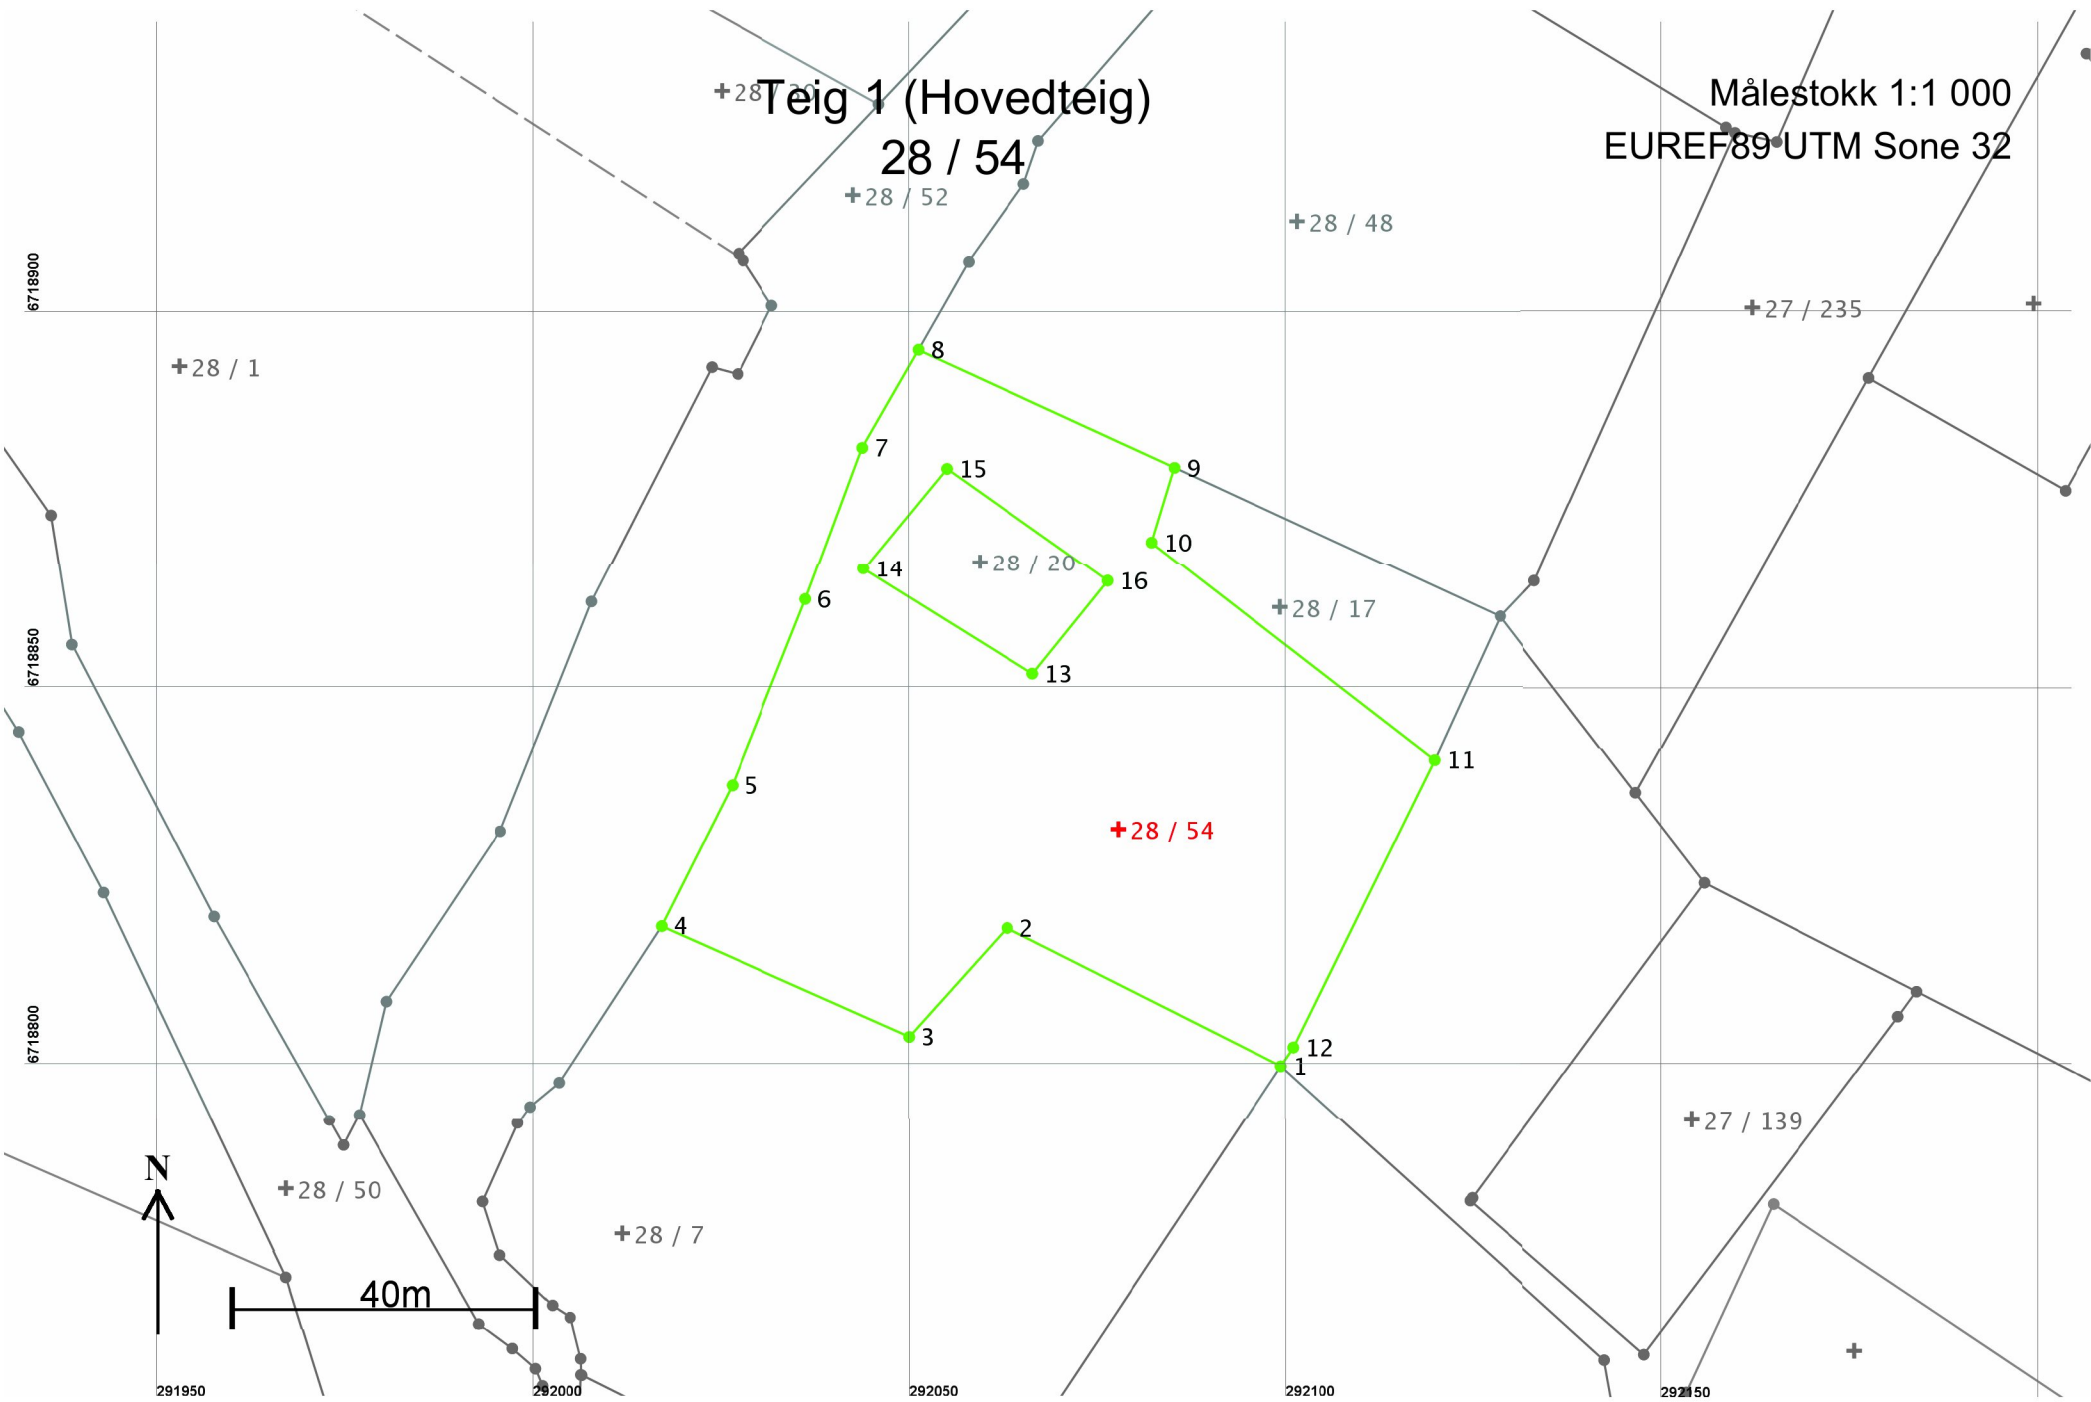 28 / 30
Teig 1 (Hovedteig)
28 / 54
Målestokk 1:1 000
EUREF89 UTM Sone 32
28 / 52
28 / 48
6718900
27 / 235
8
28 / 1
7
15
9
10
28 / 20
14
16
6
28 / 17
6718850
13
11
5
28 / 54
4
2
6718800
3
12
1
27 / 139
N
28 / 50
28 / 7
40m
291950
292000
292050
292100
292150